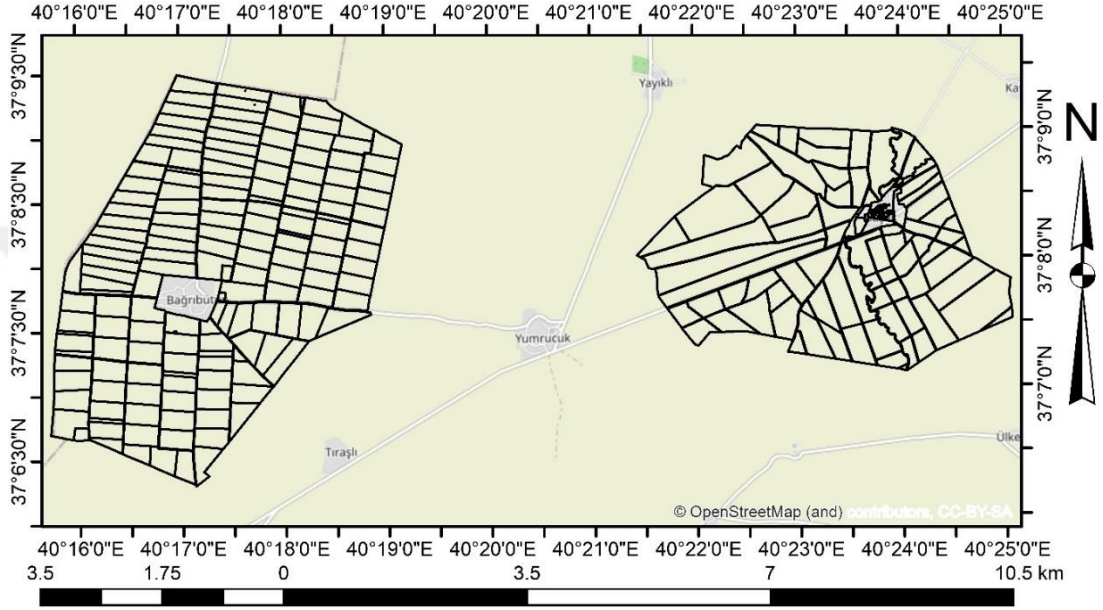 40°16'0"E 40°17'0"E 40°18'0"E 40°19'0"E 40°20'0"E 40°21'0"E 40°22'0"E 40°23'0"E 40°24'0"E 40°25'0"E
37°9'30"N
37°8'30"N
37°7'30"N
37°6'30"N
Yayıklı
Ka
Bağrıbüt
Yumrucuk
Tıraşlı
Ülke
© OpenStreetMap (and) contributors, CC-BY-SA
37°9'0"N
37°8'0"N
37°7'0"N
N
40°16'0"E 40°17'0"E 40°18'0"E 40°19'0"E 40°20'0"E 40°21'0"E 40°22'0"E 40°23'0"E 40°24'0"E 40°25'0"E
3.5 1.75 0 3.5 7 10.5 km